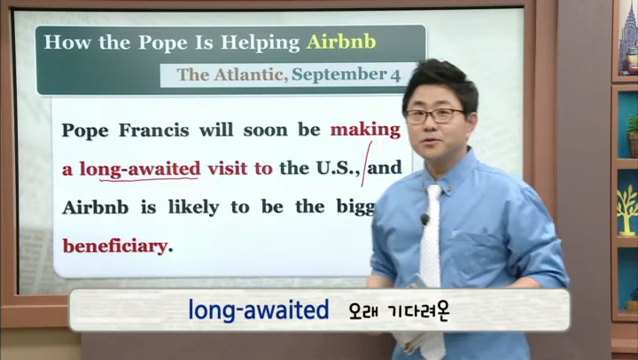 How the Pope Is Helping Airbnb
The Atlantic, September 4
Pope Francis will soon be making
a long-awaited visit to the U.S., and
Airbnb is likely to be the bigg
beneficiary.
long-awaited 오래 기다려온